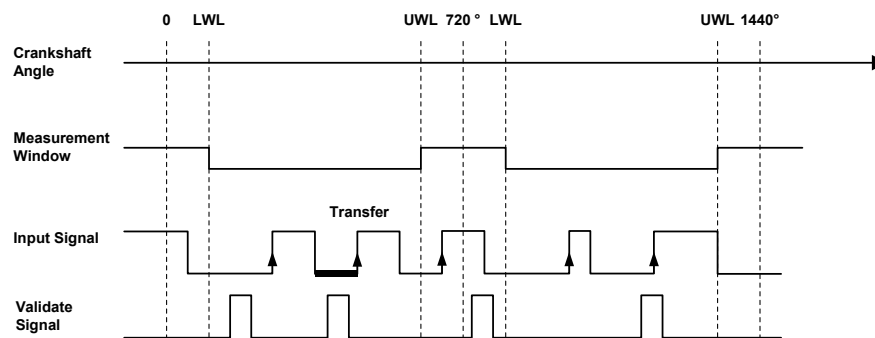 0 LWL UWL 720 ° LWL UWL 1440°
Crankshaft
Angle
Measurement
Window
Transfer
Input Signal
Validate
Signal